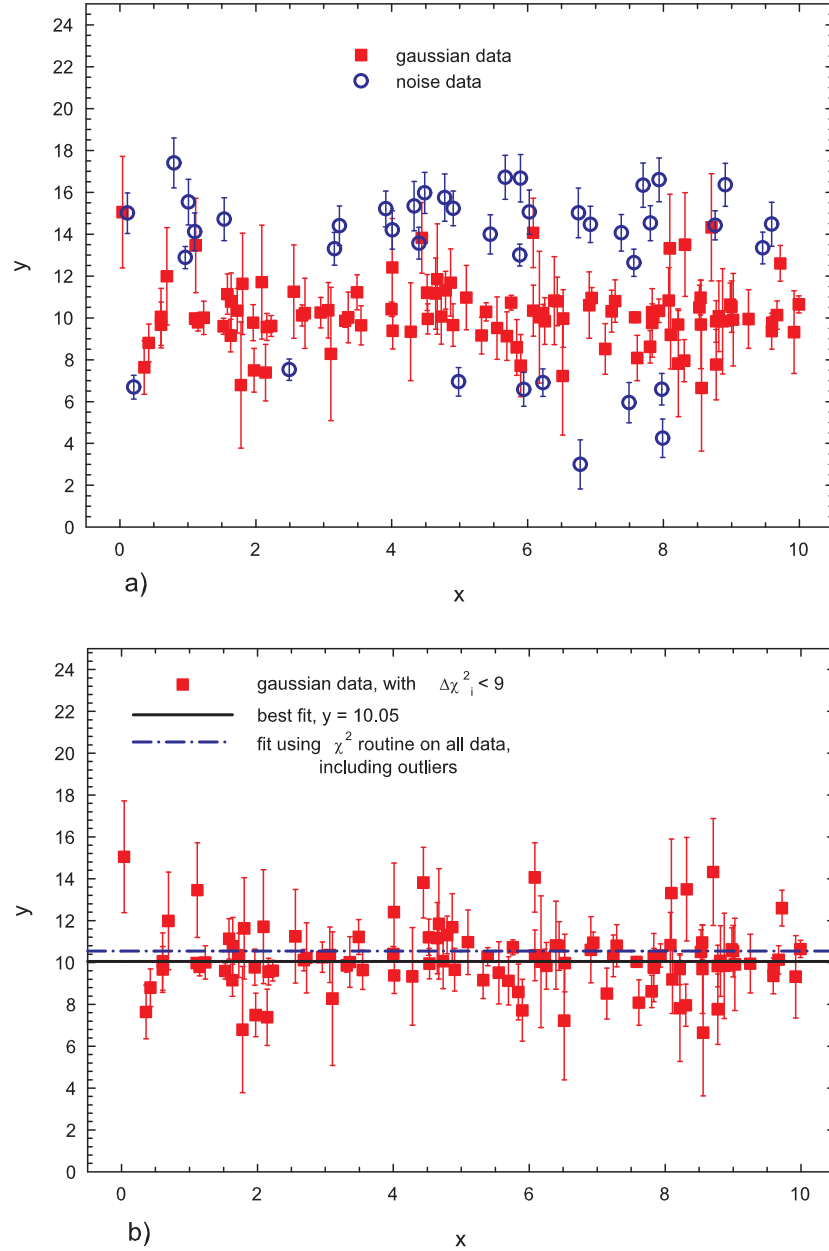 24
22
20
18
16
14
12
10
8
6
4
2
0
y
gaussian data
noise data
0 2 4 6 8 10
a)
x
24
22
20
18
16
14
12
10
8
6
4
2
0
y
gaussian data, with Δχ²ᵢ < 9
best fit, y = 10.05
fit using χ² routine on all data,
including outliers
0 2 4 6 8 10
b)
x